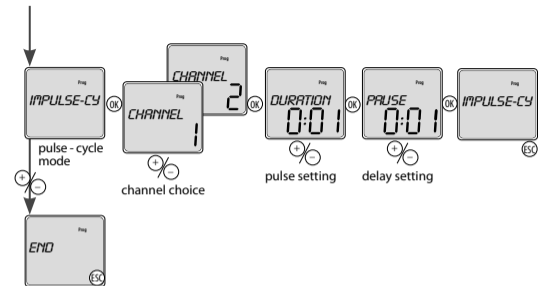 Prog
IMPULSE-CY
OK
pulse - cycle
mode
Prog
CHANNEL
2
Prog
CHANNEL
1
+/−
channel choice
OK
Prog
DURATION
0:01
+/−
pulse setting
OK
Prog
PAUSE
0:01
+/−
delay setting
OK
Prog
IMPULSE-CY
ESC
+/−
Prog
END
ESC